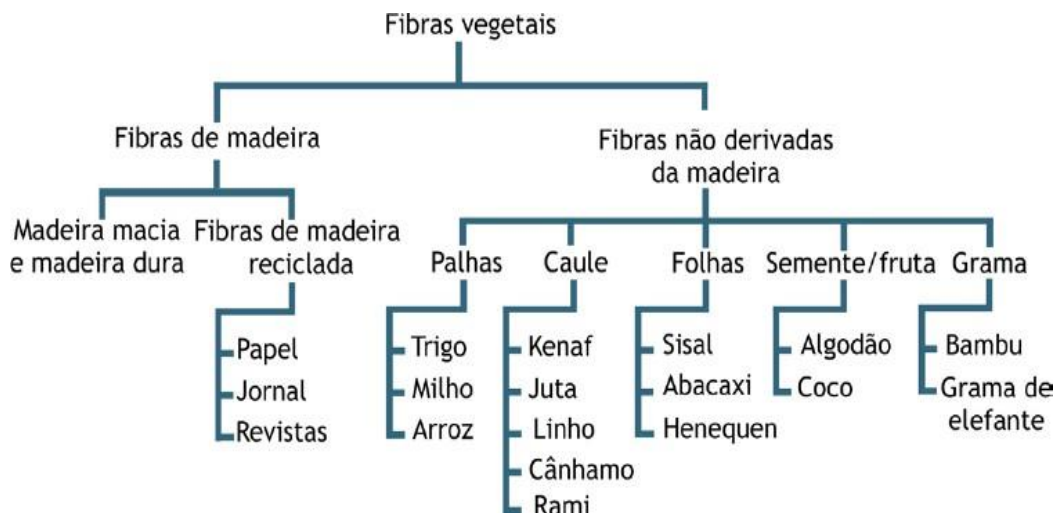 Fibras vegetais
Fibras de madeira
Fibras não derivadas
da madeira
Madeira macia
e madeira dura
Fibras de madeira
reciclada
Palhas
Caule
Folhas
Semente/fruta
Grama
Papel
Jornal
Revistas
Trigo
Milho
Arroz
Kenaf
Juta
Linho
Cânhamo
Rami
Sisal
Abacaxi
Henequen
Algodão
Coco
Bambu
Grama de
elefante